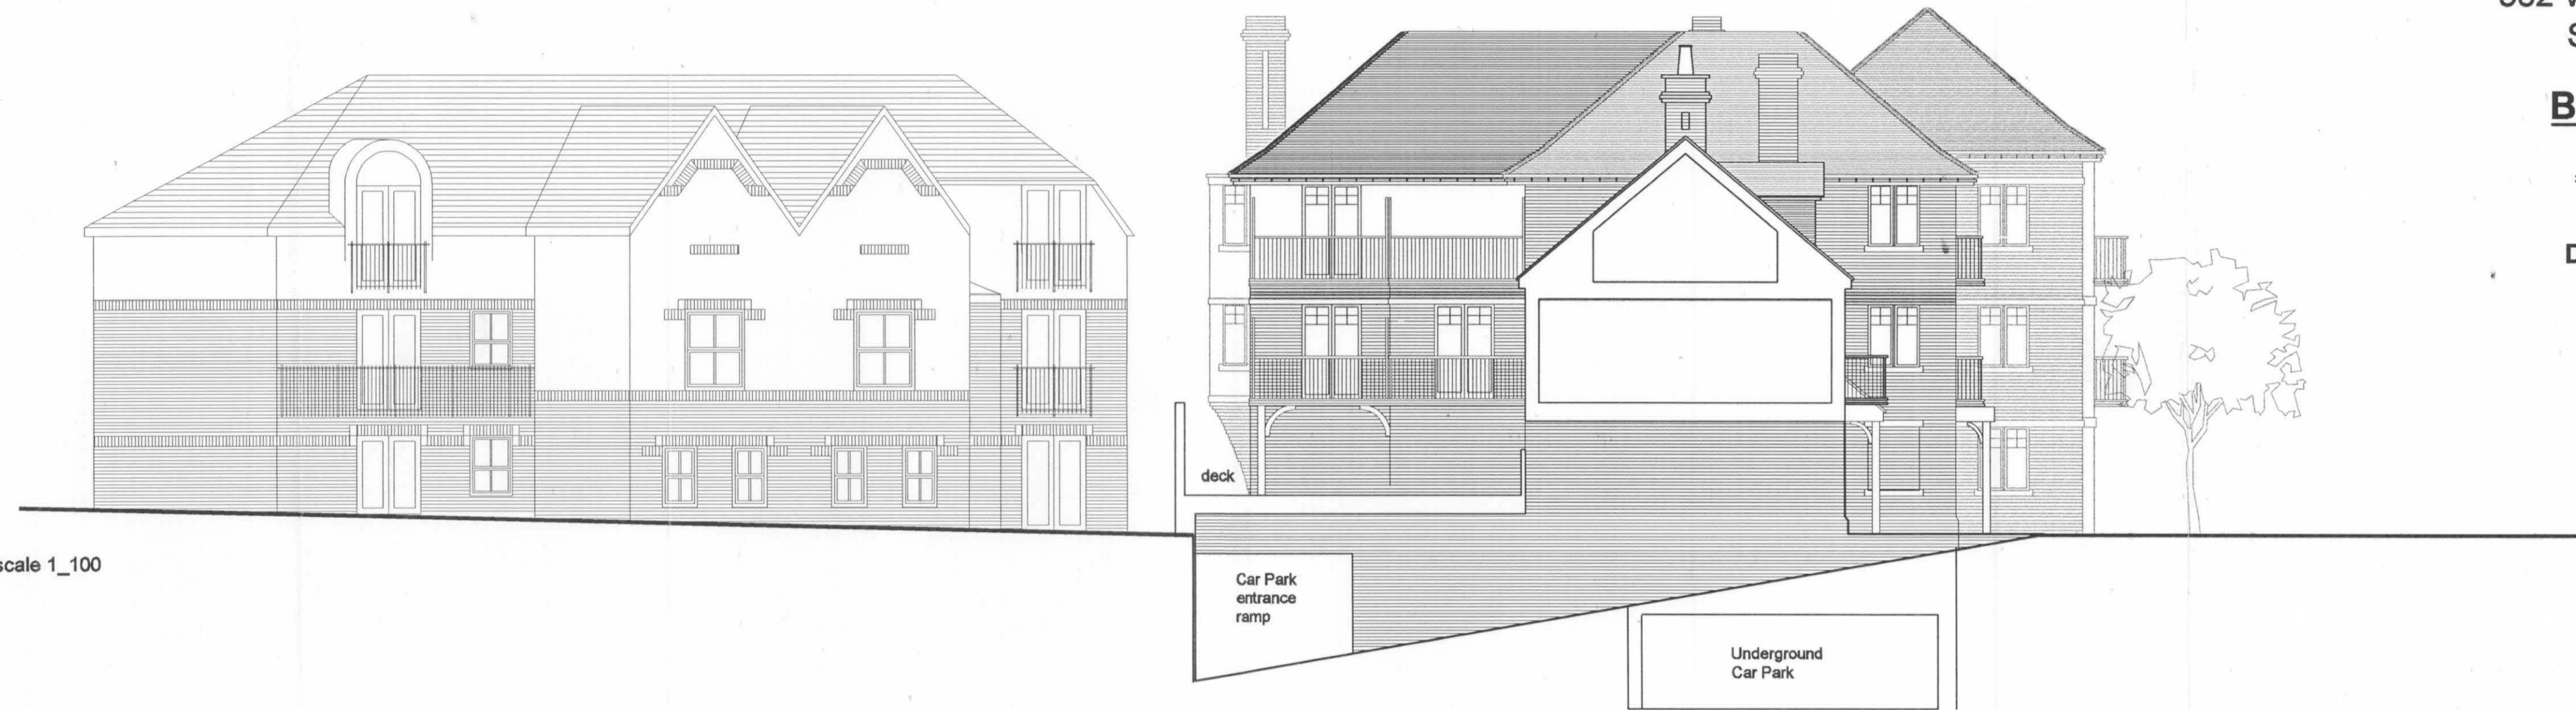 deck
scale 1_100
Car Park
entrance
ramp
Underground
Car Park